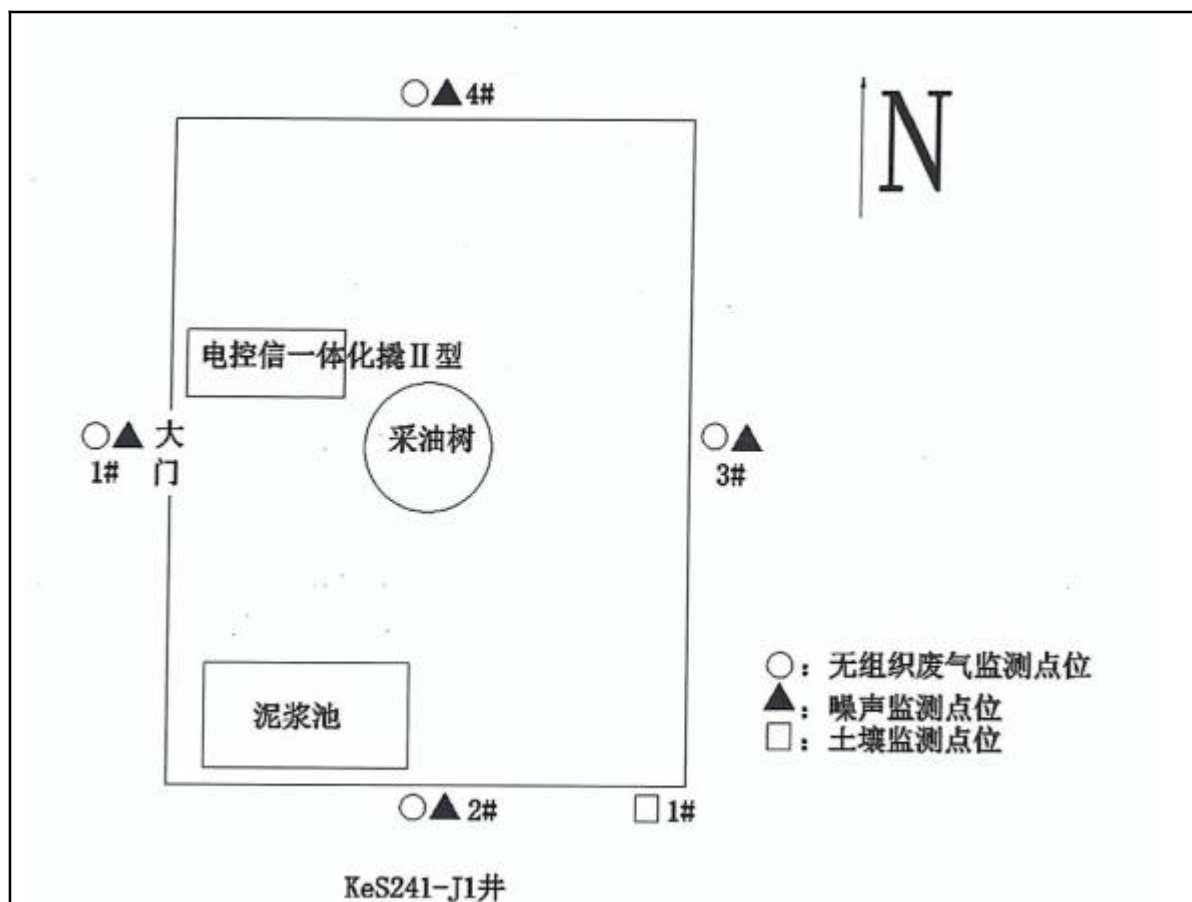 4#
N
电控信一体化撬Ⅱ型
采油树
大门
1#
3#
泥浆池
○：无组织废气监测点位
▲：噪声监测点位
□：土壤监测点位
2#
1#
KeS241-J1井